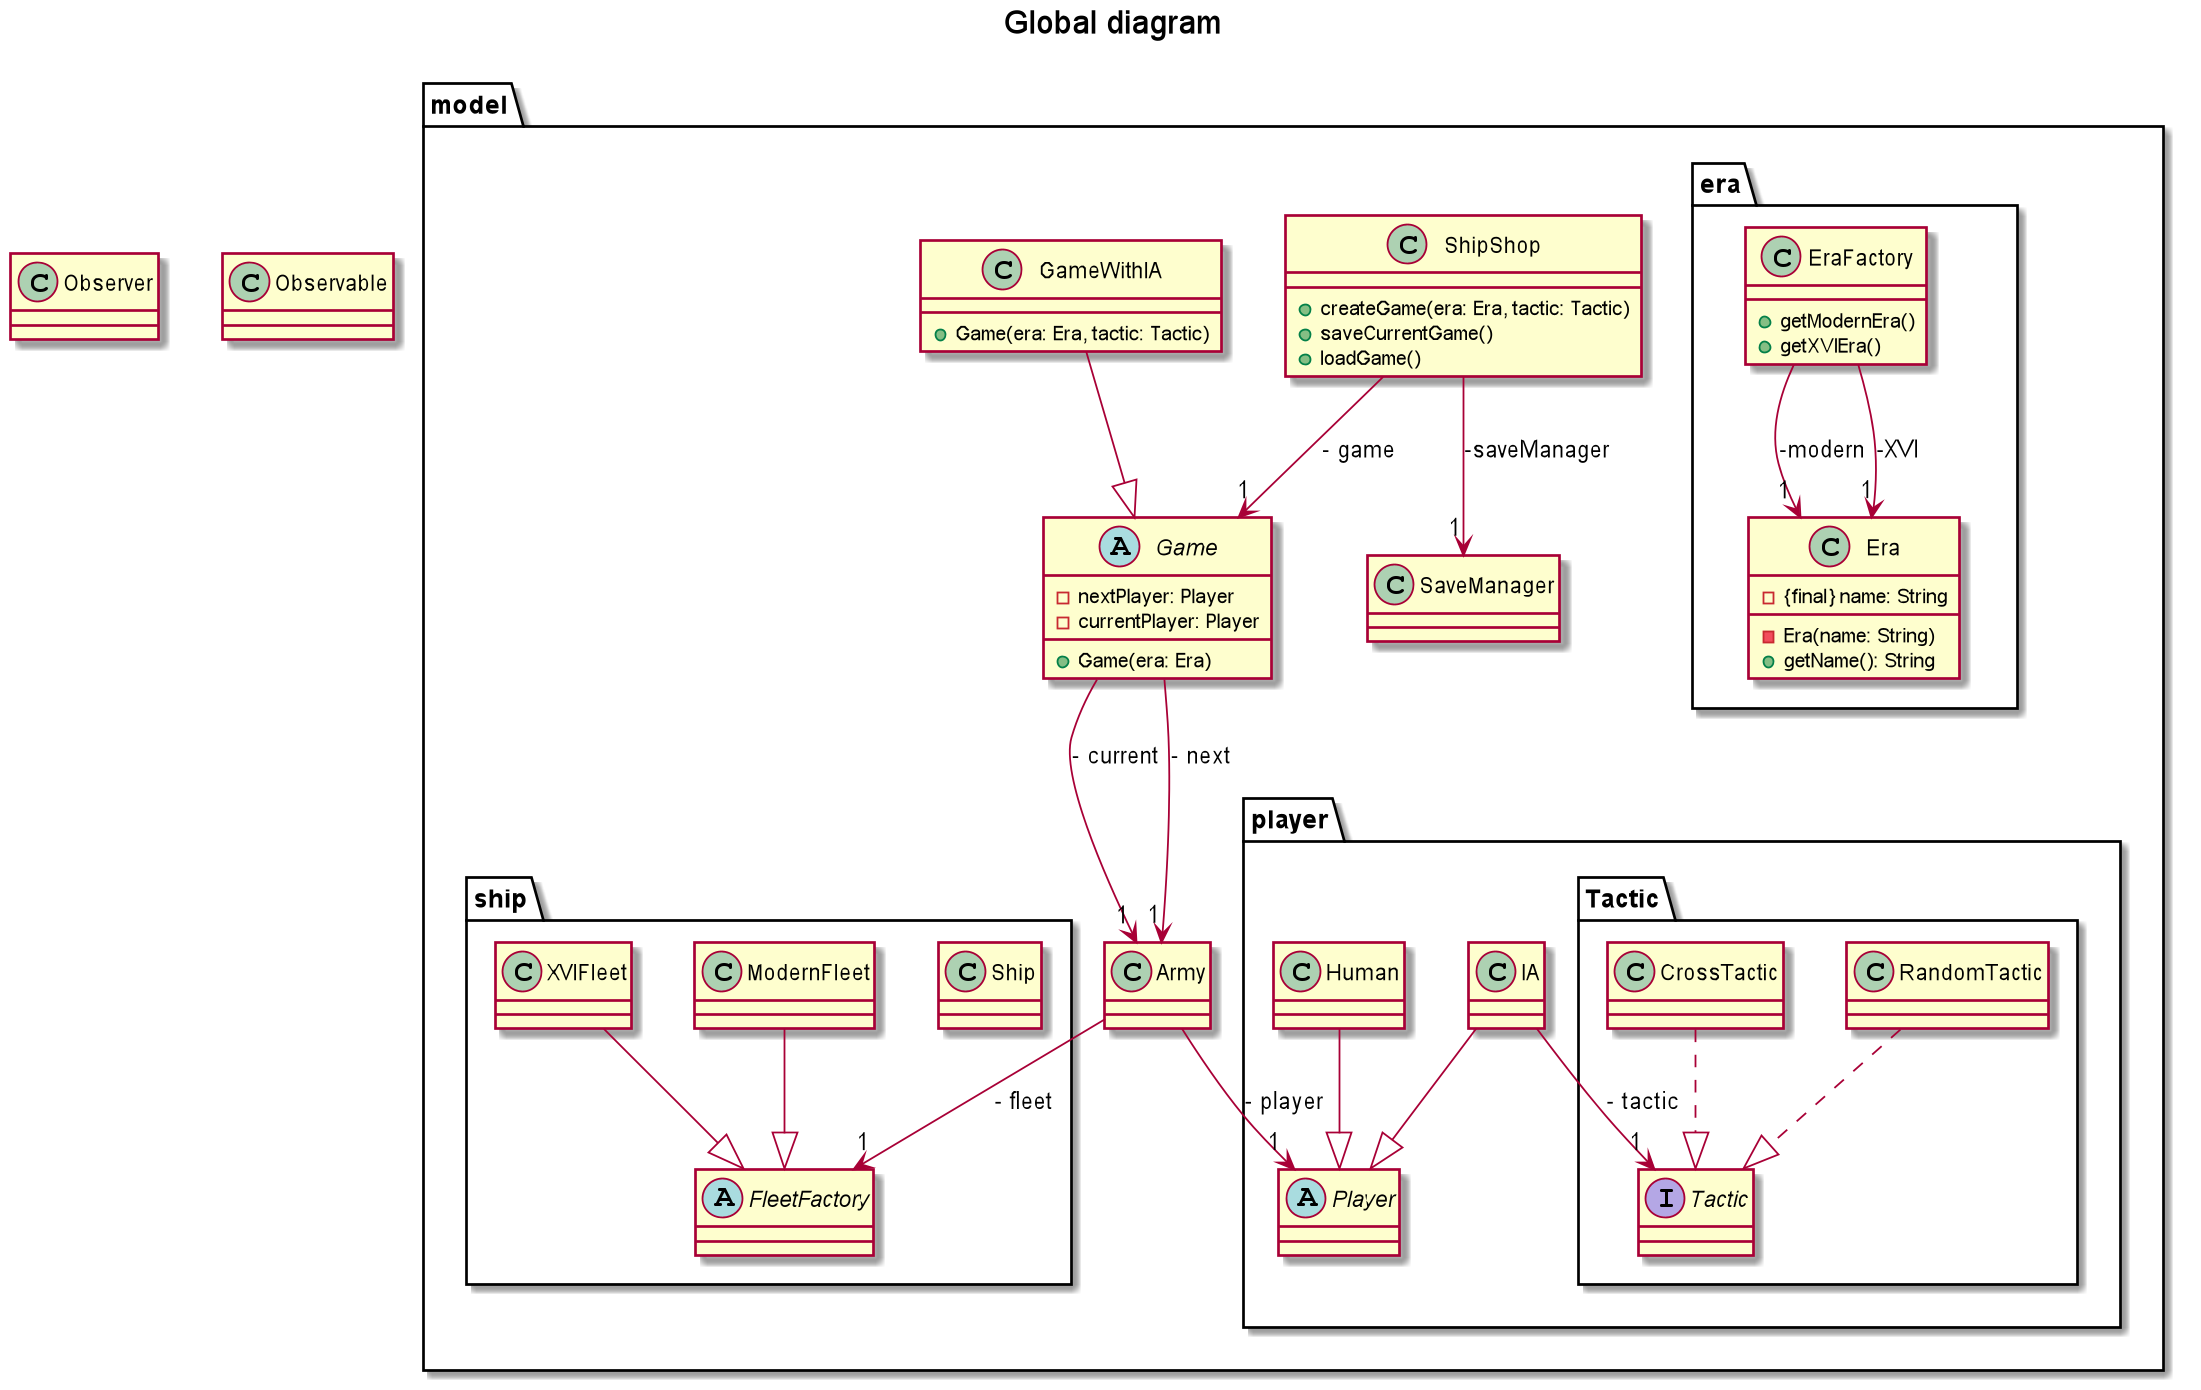 Global diagram
model
era
C Observer
C Observable
C GameWithIA
Game(era: Era, tactic: Tactic)
C ShipShop
createGame(era: Era, tactic: Tactic)
saveCurrentGame()
loadGame()
C EraFactory
getModernEra()
getXVIEra()
- game
-saveManager
-modern
-XVI
1
1
1
1
A Game
nextPlayer: Player
currentPlayer: Player
Game(era: Era)
C SaveManager
C Era
{final} name: String
Era(name: String)
getName(): String
- current
- next
player
ship
Tactic
1
1
C XVIFleet
C ModernFleet
C Ship
C Army
C Human
C IA
C CrossTactic
C RandomTactic
- fleet
- player
- tactic
1
1
1
A FleetFactory
A Player
I Tactic